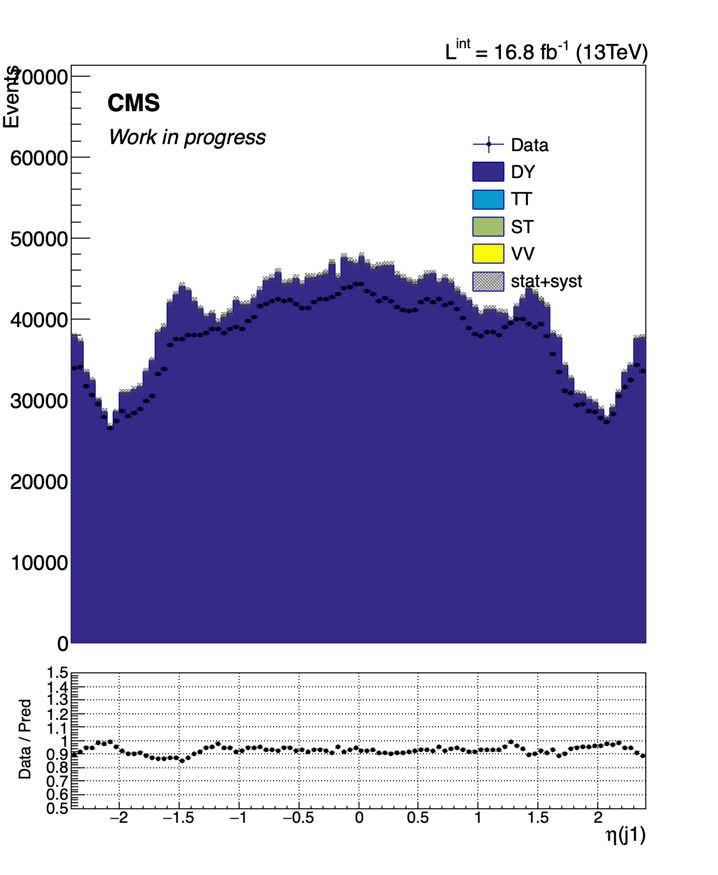 L^int = 16.8 fb^-1 (13TeV)
Events
70000
CMS
Work in progress
Data
60000
DY
TT
ST
50000
VV
stat+syst
40000
30000
20000
10000
0
Data / Pred
1.5
1.4
1.3
1.2
1.1
1
0.9
0.8
0.7
0.6
0.5
−2 −1.5 −1 −0.5 0 0.5 1 1.5 2
η(j1)